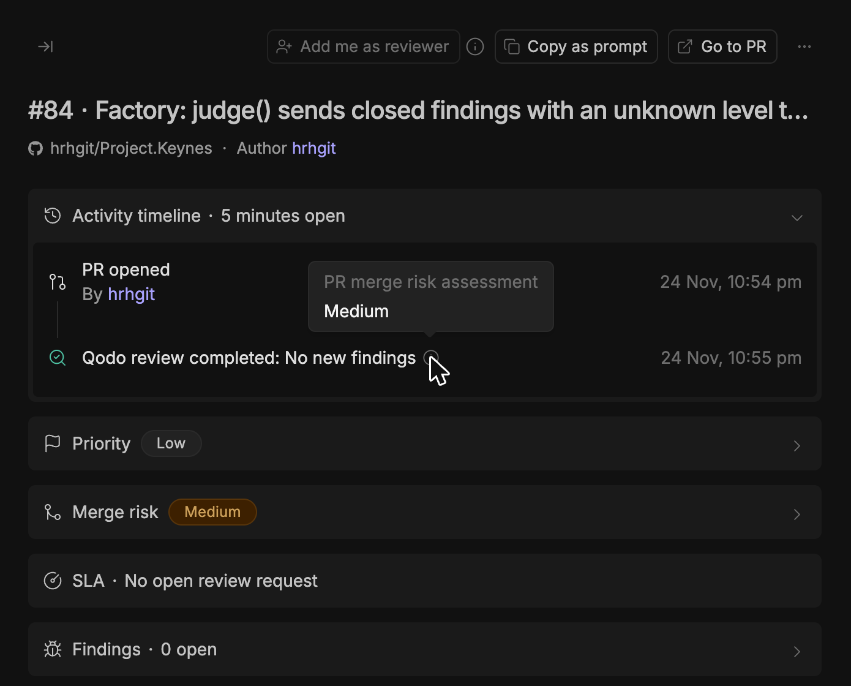 Add me as reviewer
Copy as prompt
Go to PR
#84 · Factory: judge() sends closed findings with an unknown level t...
hrhgit/Project.Keynes · Author hrhgit
Activity timeline · 5 minutes open
PR opened
By hrhgit
24 Nov, 10:54 pm
PR merge risk assessment
Medium
Qodo review completed: No new findings
24 Nov, 10:55 pm
Priority Low
Merge risk Medium
SLA · No open review request
Findings · 0 open